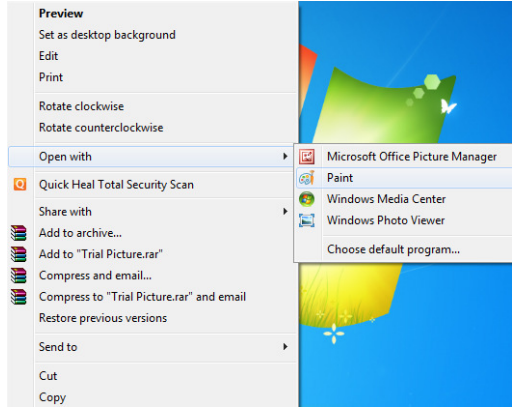 Preview
Set as desktop background
Edit
Print
Rotate clockwise
Rotate counterclockwise
Open with
Quick Heal Total Security Scan
Share with
Add to archive...
Add to "Trial Picture.rar"
Compress and email...
Compress to "Trial Picture.rar" and email
Restore previous versions
Send to
Cut
Copy
Microsoft Office Picture Manager
Paint
Windows Media Center
Windows Photo Viewer
Choose default program...